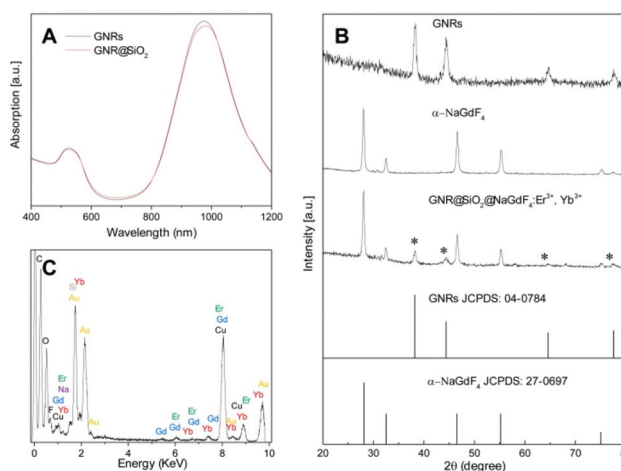 A
GNRs
GNR@SiO₂
Absorption [a.u.]
400 600 800 1000 1200
Wavelength (nm)
B
GNRs
α-NaGdF₄
GNR@SiO₂@NaGdF₄:Er³⁺, Yb³⁺
* * * *
GNRs JCPDS: 04-0784
α-NaGdF₄ JCPDS: 27-0697
Intensity [a.u.]
20 30 40 50 60 70 80
2θ (degree)
C
C
O
F
Er
Na
Gd
Cu
Yb
Si
Yb
Au
Au
Au
Gd
Er
Gd
Er
Gd
Yb
Gd
Yb
Er
Gd
Cu
Au
Yb
Cu
Er
Yb
Au
Yb
0 2 4 6 8 10
Energy (KeV)